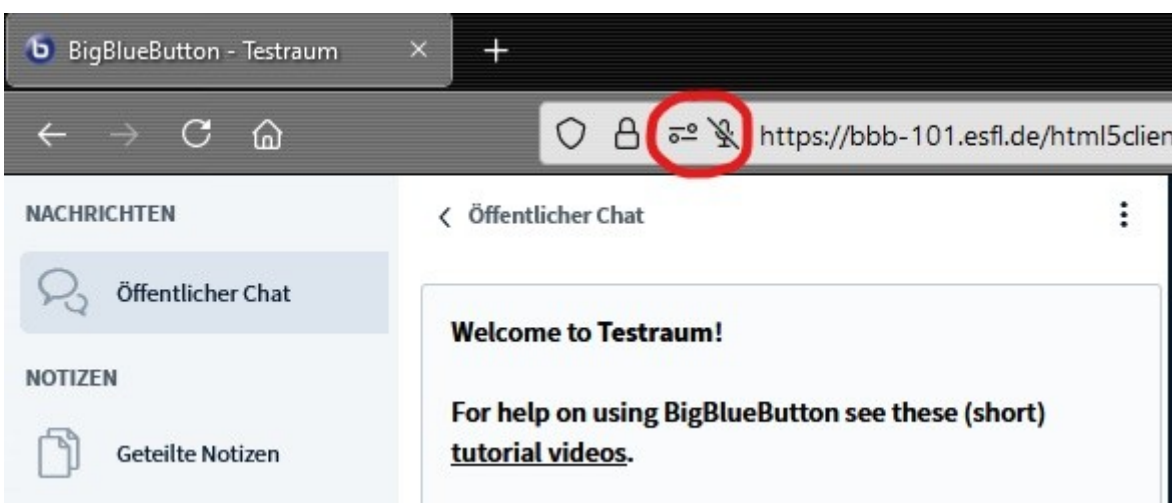 BigBlueButton - Testraum
https://bbb-101.esfl.de/html5clien
NACHRICHTEN
Öffentlicher Chat
NOTIZEN
Geteilte Notizen
Öffentlicher Chat
Welcome to Testraum!
For help on using BigBlueButton see these (short)
tutorial videos.